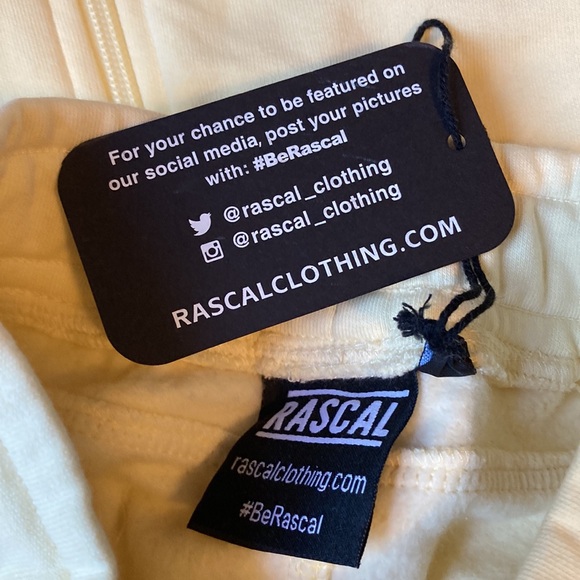 For your chance to be featured on
our social media, post your pictures
with: #BeRascal
@rascal_clothing
@rascal_clothing
RASCALCLOTHING.COM
RASCAL
rascalclothing.com
#BeRascal